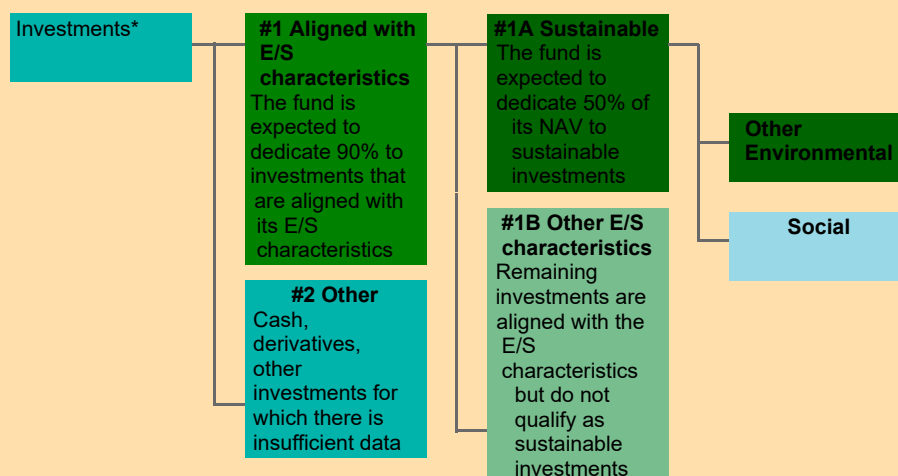 Investments*
#1 Aligned with
E/S
characteristics
The fund is
expected to
dedicate 90% to
investments that
are aligned with
its E/S
characteristics
#2 Other
Cash,
derivatives,
other
investments for
which there is
insufficient data
#1A Sustainable
The fund is
expected to
dedicate 50% of
its NAV to
sustainable
investments
#1B Other E/S
characteristics
Remaining
investments are
aligned with the
E/S
characteristics
but do not
qualify as
sustainable
investments
Other
Environmental
Social